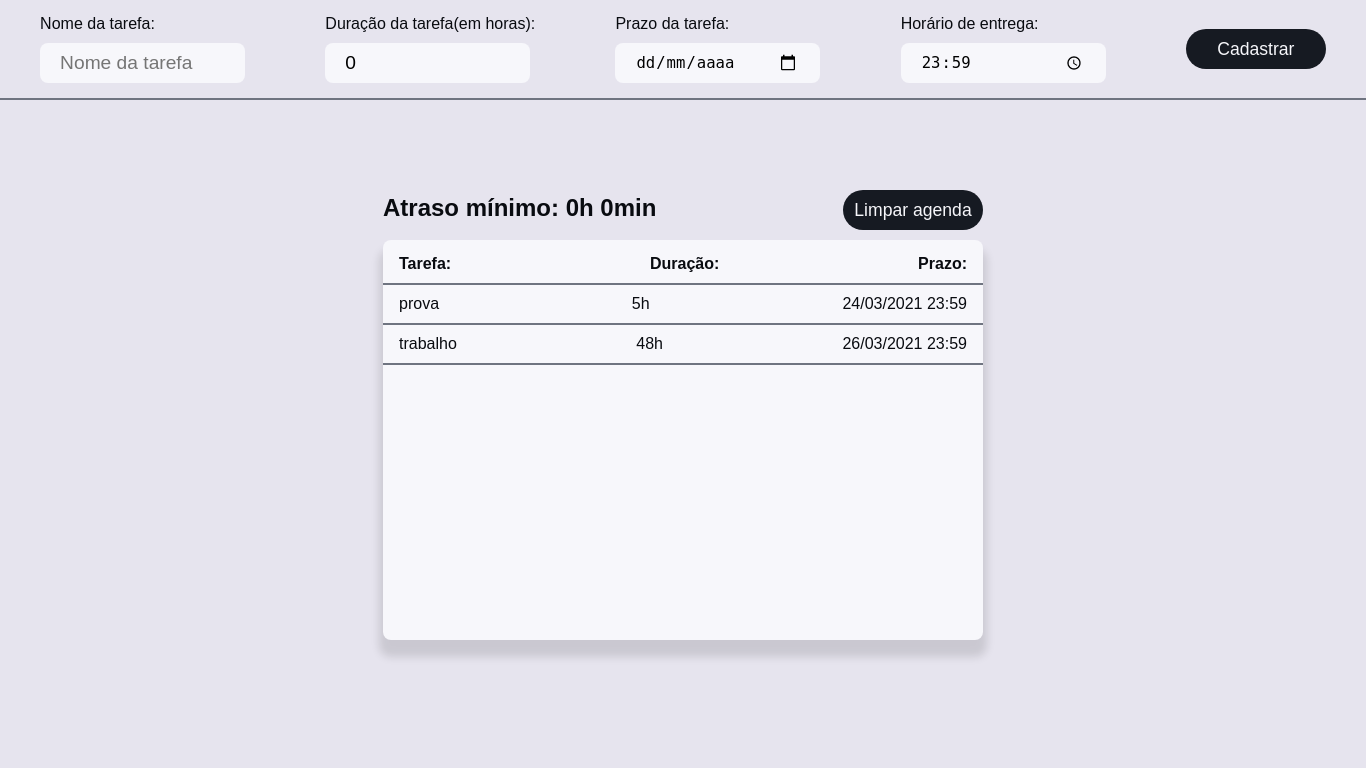 Nome da tarefa: Duração da tarefa(em horas): Prazo da tarefa: Horário de entrega:
Nome da tarefa 0 dd/mm/aaaa 23:59 Cadastrar
Atraso mínimo: 0h 0min Limpar agenda
Tarefa: Duração: Prazo:
prova 5h 24/03/2021 23:59
trabalho 48h 26/03/2021 23:59